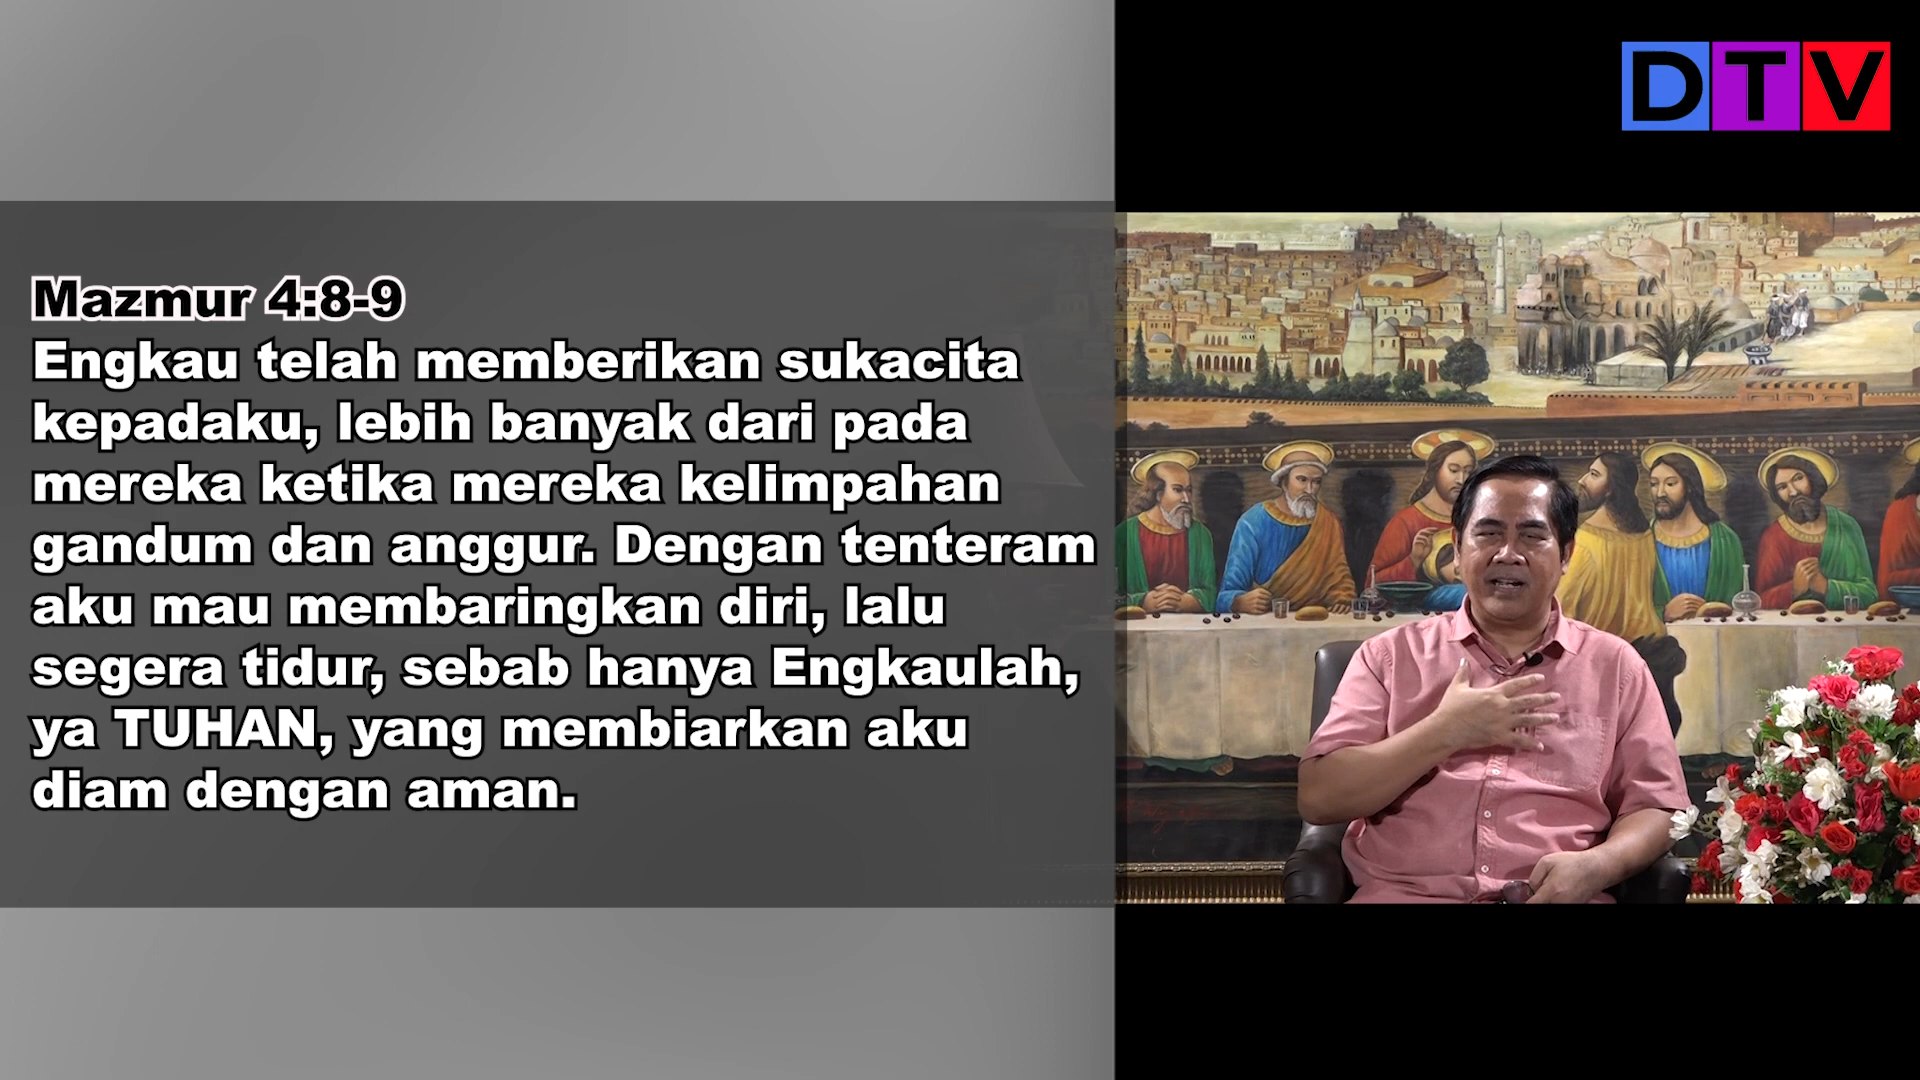 DTV
Mazmur 4:8-9
Engkau telah memberikan sukacita
kepadaku, lebih banyak dari pada
mereka ketika mereka kelimpahan
gandum dan anggur. Dengan tenteram
aku mau membaringkan diri, lalu
segera tidur, sebab hanya Engkaulah,
ya TUHAN, yang membiarkan aku
diam dengan aman.